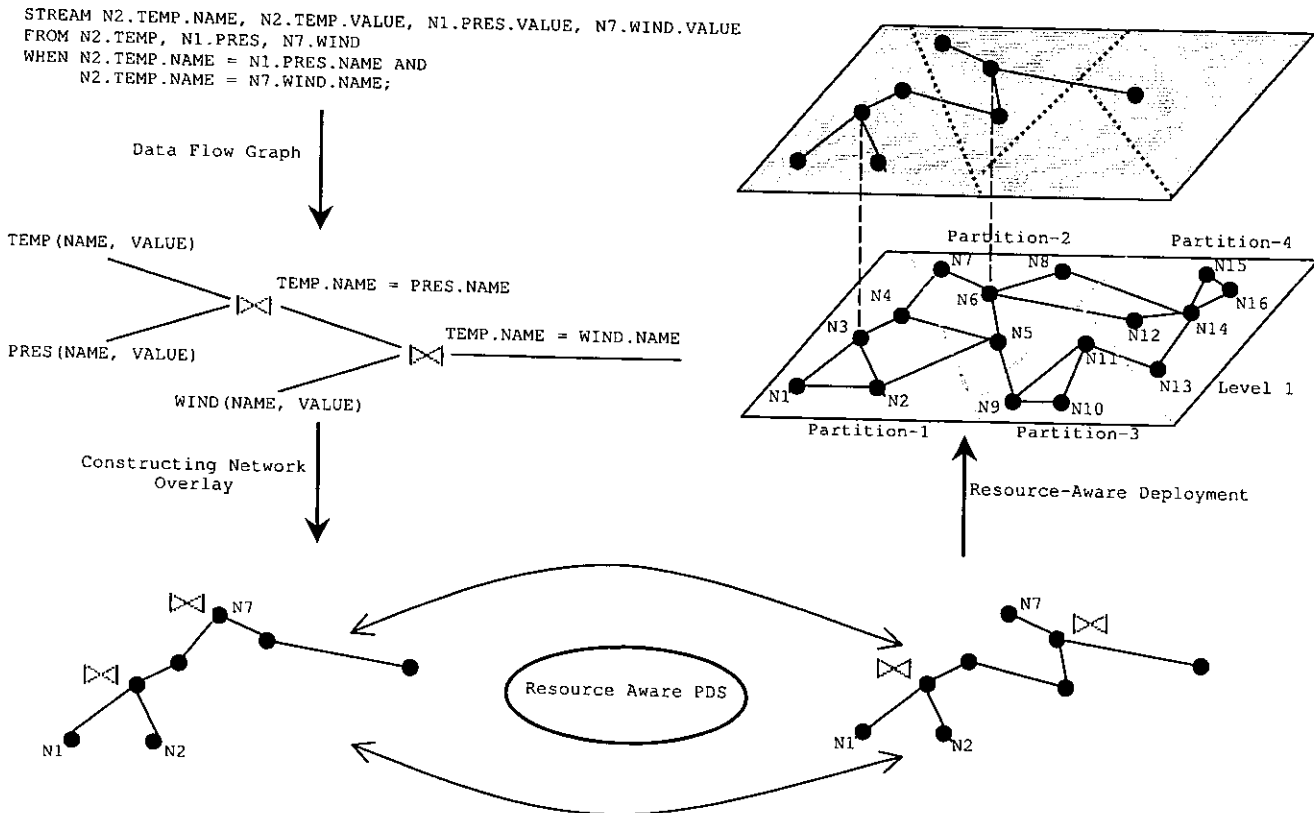 STREAM N2.TEMP.NAME, N2.TEMP.VALUE, N1.PRES.VALUE, N7.WIND.VALUE
FROM N2.TEMP, N1.PRES, N7.WIND
WHEN N2.TEMP.NAME = N1.PRES.NAME AND
N2.TEMP.NAME = N7.WIND.NAME;
Data Flow Graph
TEMP(NAME, VALUE)
TEMP.NAME = PRES.NAME
PRES(NAME, VALUE)
TEMP.NAME = WIND.NAME
WIND(NAME, VALUE)
Constructing Network
Overlay
N7
N1
N2
Resource Aware PDS
N7
N1
N2
Resource-Aware Deployment
Partition-2
Partition-4
N7
N8
N15
N4
N6
N16
N3
N5
N12
N14
N11
N1
N2
N13
Level 1
N9
N10
Partition-1
Partition-3